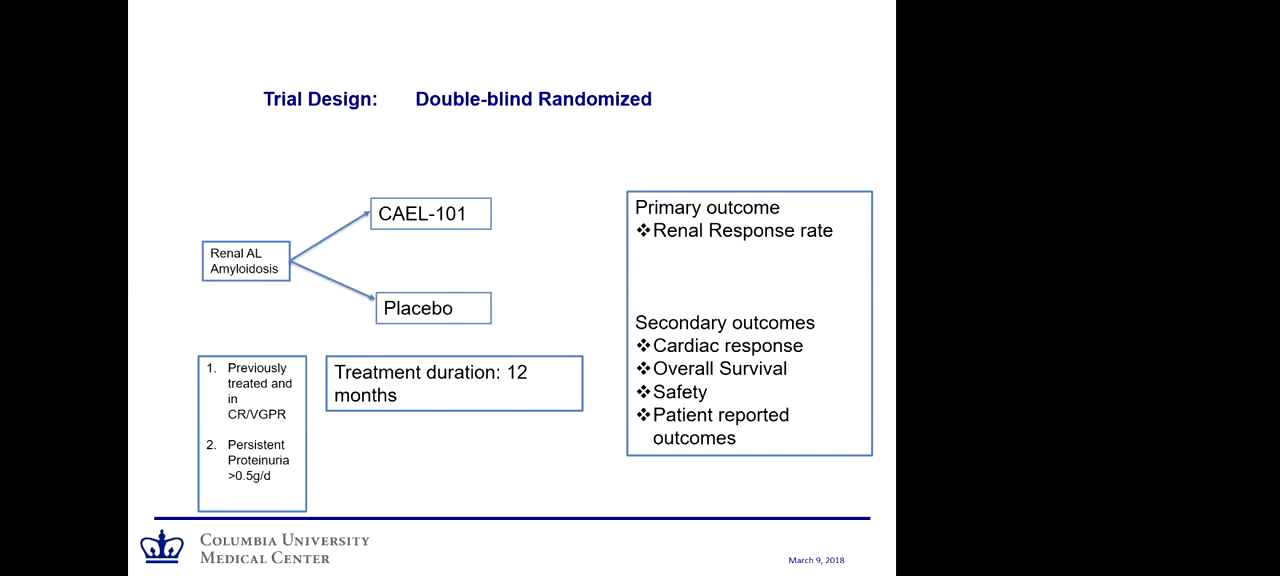 Trial Design: Double-blind Randomized
CAEL-101
Renal AL
Amyloidosis
Placebo
1. Previously
treated and
in
CR/VGPR
2. Persistent
Proteinuria
>0.5g/d
Treatment duration: 12
months
Primary outcome
❖Renal Response rate
Secondary outcomes
❖Cardiac response
❖Overall Survival
❖Safety
❖Patient reported
outcomes
COLUMBIA UNIVERSITY
MEDICAL CENTER
March 9, 2018